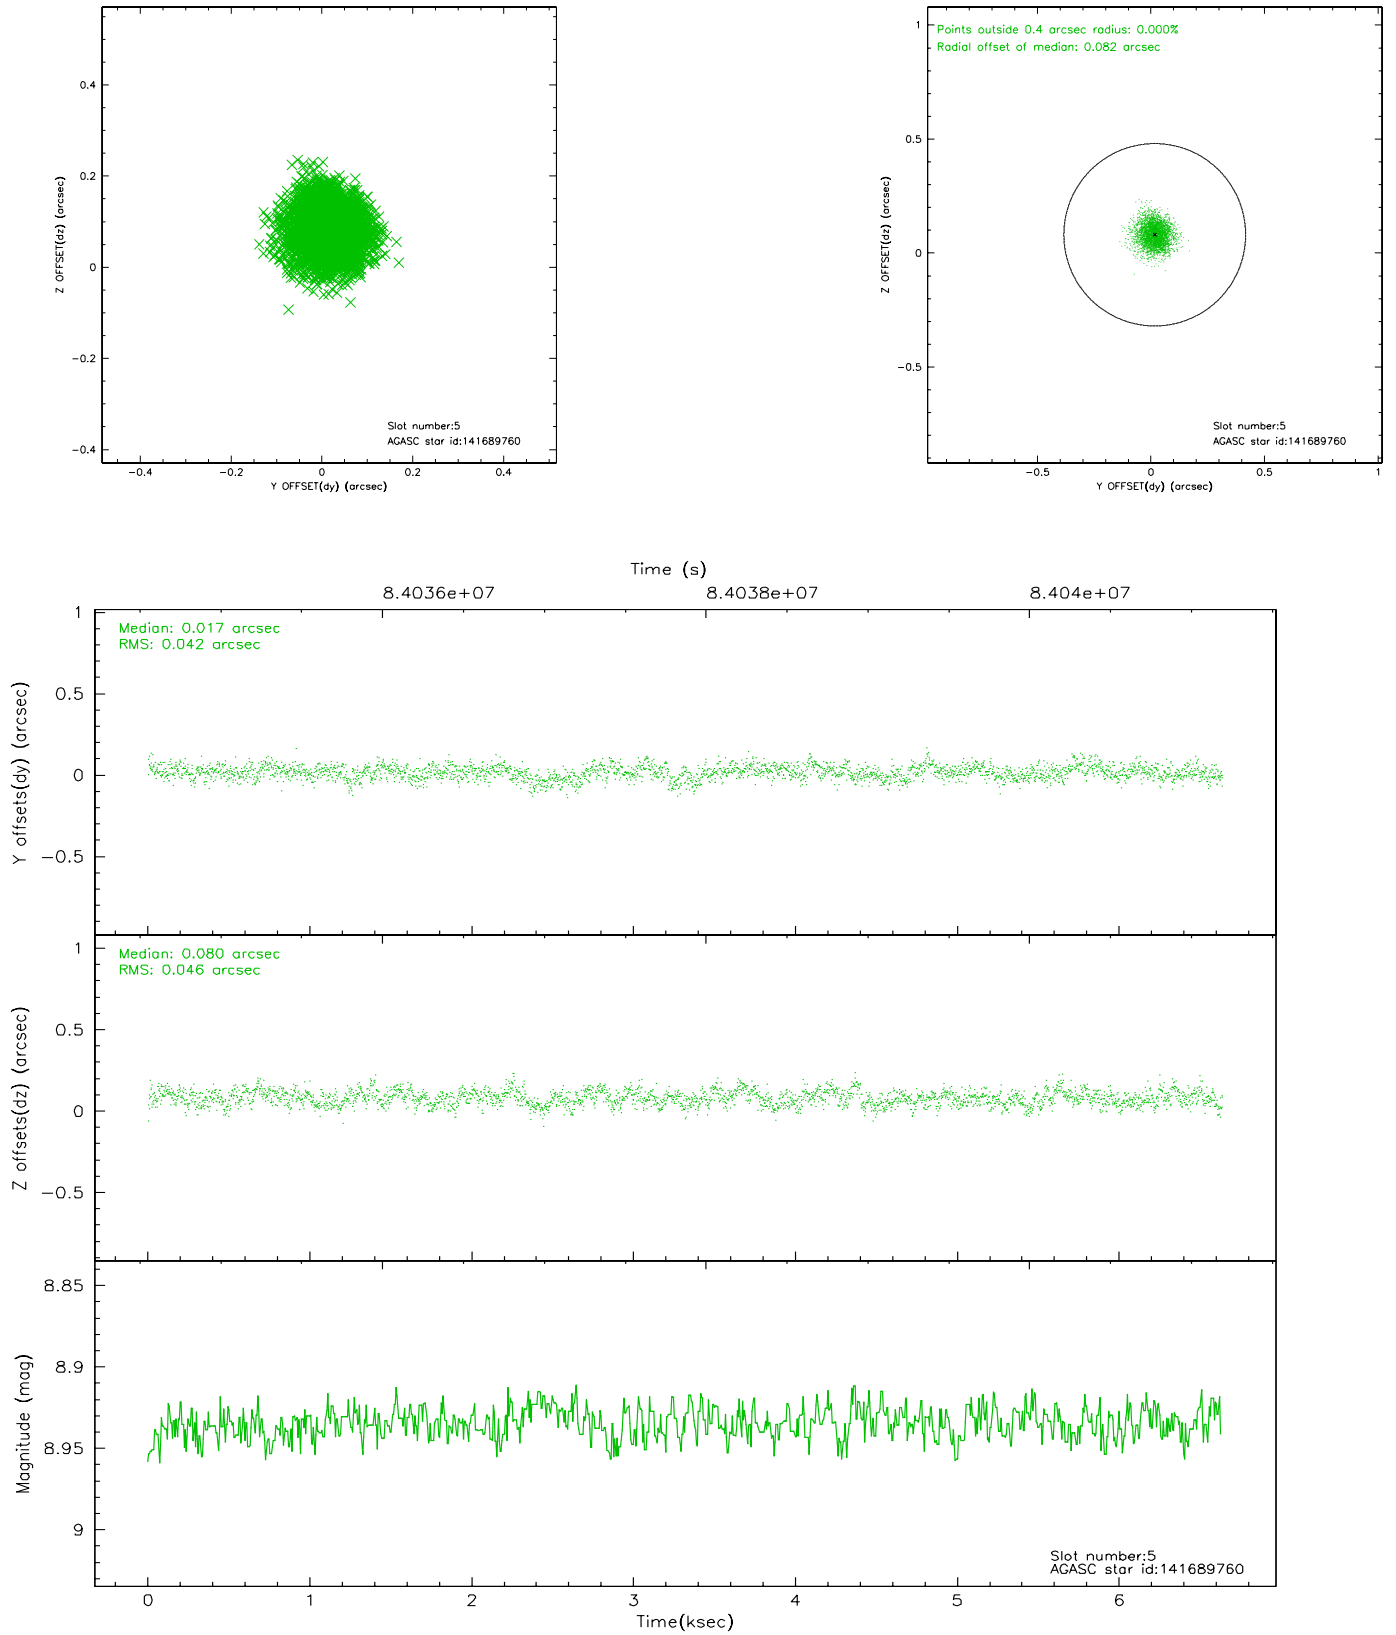 0.4
0.2
0
−0.2
−0.4
Z OFFSET(dz) (arcsec)
Slot number:5
AGASC star id:141689760
−0.4
−0.2
0
0.2
0.4
Y OFFSET(dy) (arcsec)
Points outside 0.4 arcsec radius: 0.000%
Radial offset of median: 0.082 arcsec
1
0.5
0
−0.5
Z OFFSET(dz) (arcsec)
Slot number:5
AGASC star id:141689760
−0.5
0
0.5
1
Y OFFSET(dy) (arcsec)
Time (s)
8.4036e+07
8.4038e+07
8.404e+07
Median: 0.017 arcsec
RMS: 0.042 arcsec
1
0.5
0
−0.5
Y offsets(dy) (arcsec)
Median: 0.080 arcsec
RMS: 0.046 arcsec
1
0.5
0
−0.5
Z offsets(dz) (arcsec)
8.85
8.9
8.95
9
Magnitude (mag)
Slot number:5
AGASC star id:141689760
0
1
2
3
4
5
6
Time(ksec)